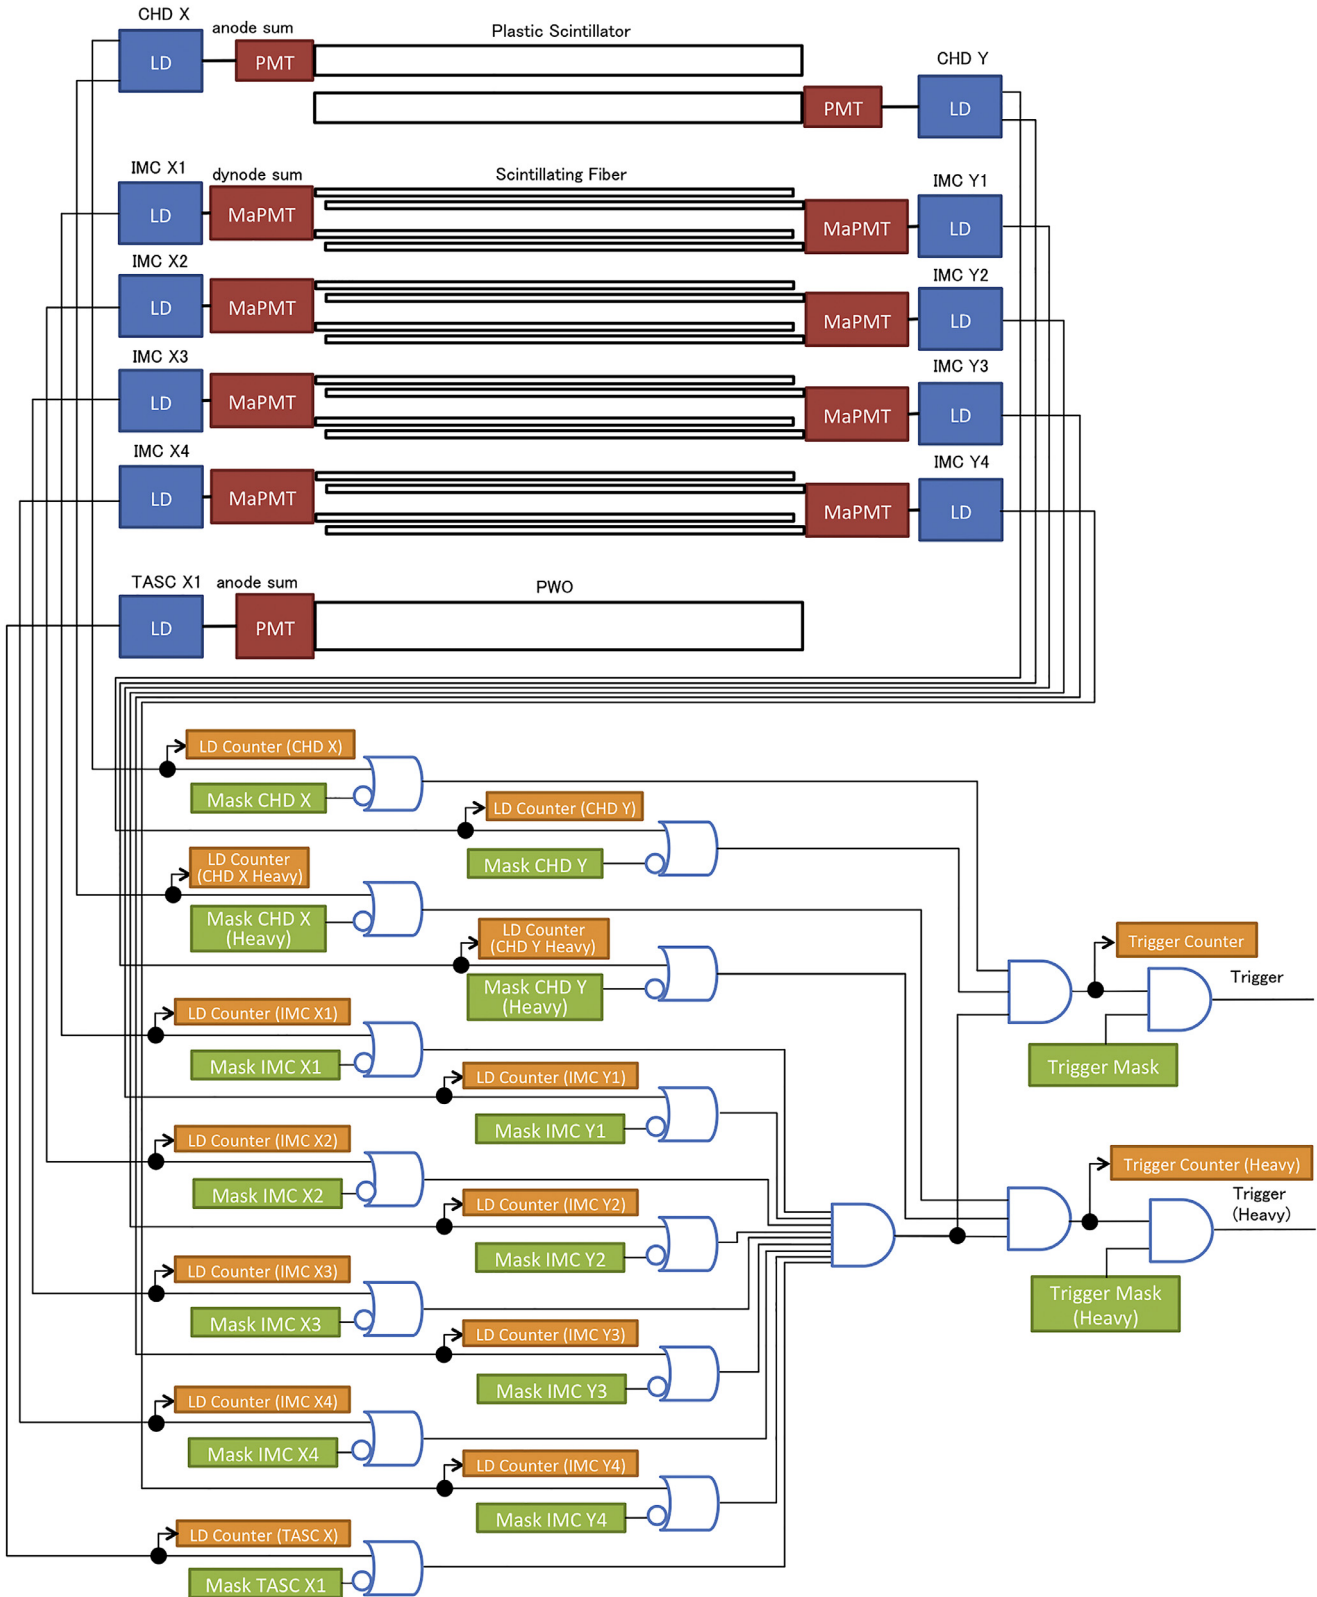 CHD X
anode sum
Plastic Scintillator
LD
PMT
CHD Y
PMT
LD
IMC X1
dynode sum
Scintillating Fiber
IMC Y1
LD
MaPMT
MaPMT
LD
IMC X2
IMC Y2
LD
MaPMT
MaPMT
LD
IMC X3
IMC Y3
LD
MaPMT
MaPMT
LD
IMC X4
IMC Y4
LD
MaPMT
MaPMT
LD
TASC X1
anode sum
PWO
LD
PMT
LD Counter (CHD X)
Mask CHD X
LD Counter (CHD Y)
Mask CHD Y
LD Counter
(CHD X Heavy)
Mask CHD X
(Heavy)
LD Counter
(CHD Y Heavy)
Mask CHD Y
(Heavy)
Trigger Counter
Trigger
Trigger Mask
LD Counter (IMC X1)
Mask IMC X1
LD Counter (IMC Y1)
Mask IMC Y1
LD Counter (IMC X2)
Mask IMC X2
Trigger Counter (Heavy)
Trigger
(Heavy)
LD Counter (IMC Y2)
Mask IMC Y2
Trigger Mask
(Heavy)
LD Counter (IMC X3)
Mask IMC X3
LD Counter (IMC Y3)
Mask IMC Y3
LD Counter (IMC X4)
Mask IMC X4
LD Counter (IMC Y4)
Mask IMC Y4
LD Counter (TASC X)
Mask TASC X1